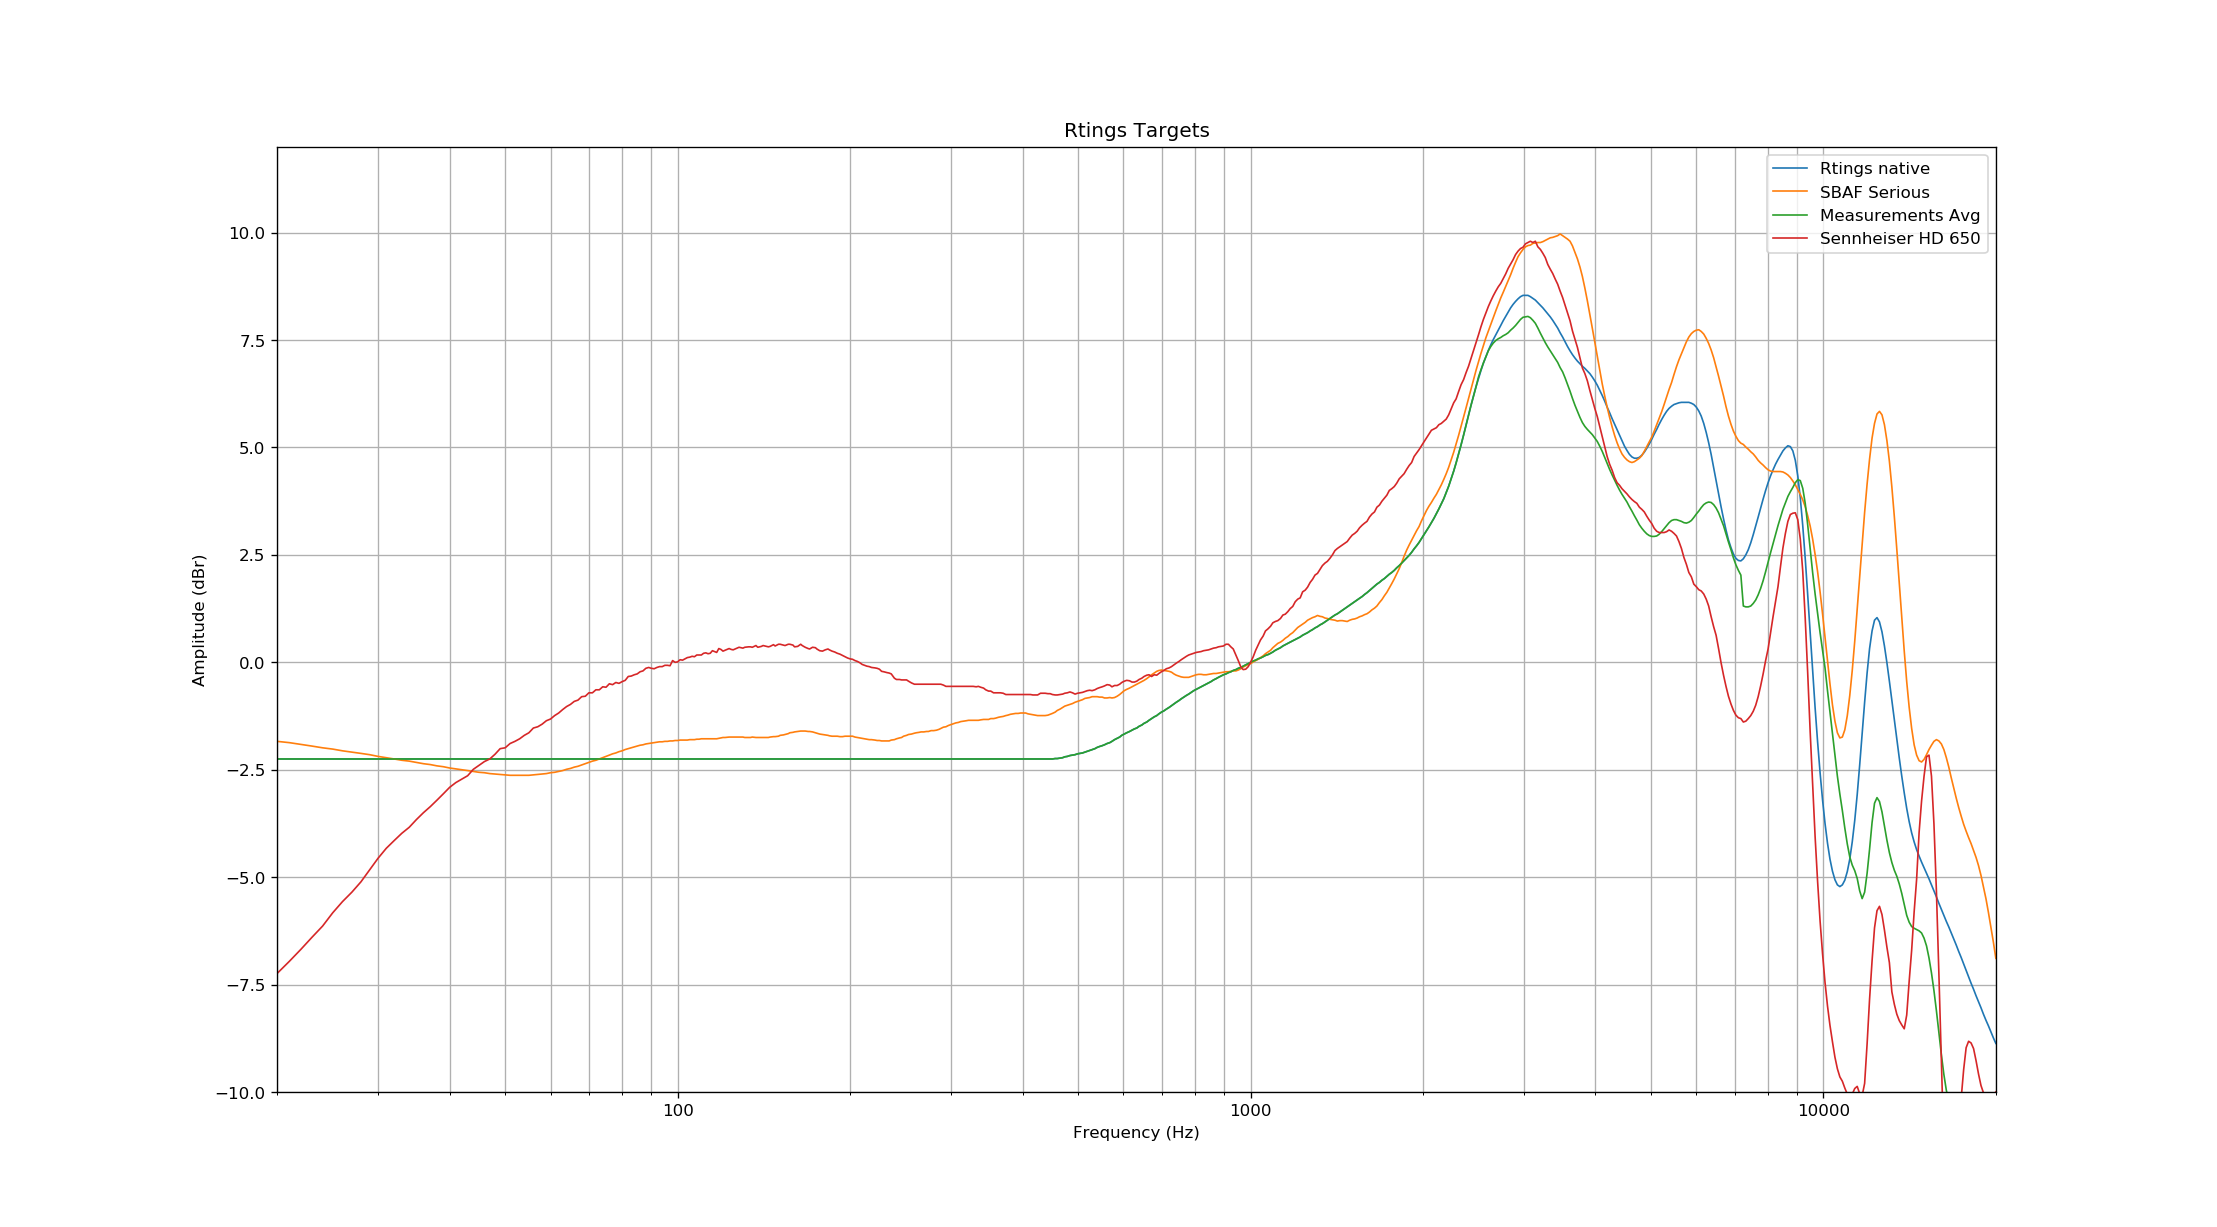 Rtings Targets
Rtings native
SBAF Serious
Measurements Avg
Sennheiser HD 650
Amplitude (dBr)
10.0
7.5
5.0
2.5
0.0
−2.5
−5.0
−7.5
−10.0
100
1000
10000
Frequency (Hz)